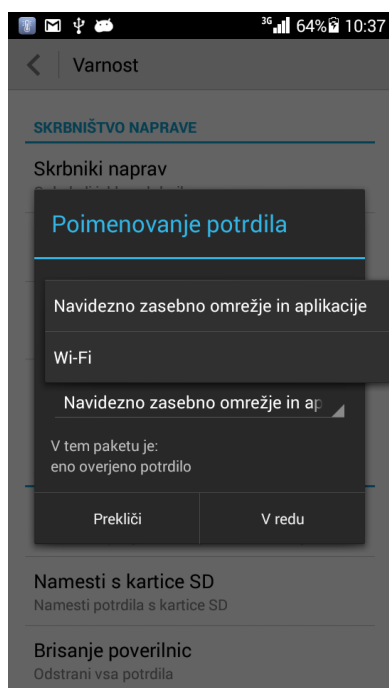 3G 64% 10:37
Varnost
SKRBNIŠTVO NAPRAVE
Skrbniki naprav
Poimenovanje potrdila
Navidezno zasebno omrežje in aplikacije
Wi-Fi
Navidezno zasebno omrežje in ap
V tem paketu je:
eno overjeno potrdilo
Prekliči V redu
Namesti s kartice SD
Namesti potrdila s kartice SD
Brisanje poverilnic
Odstrani vsa potrdila